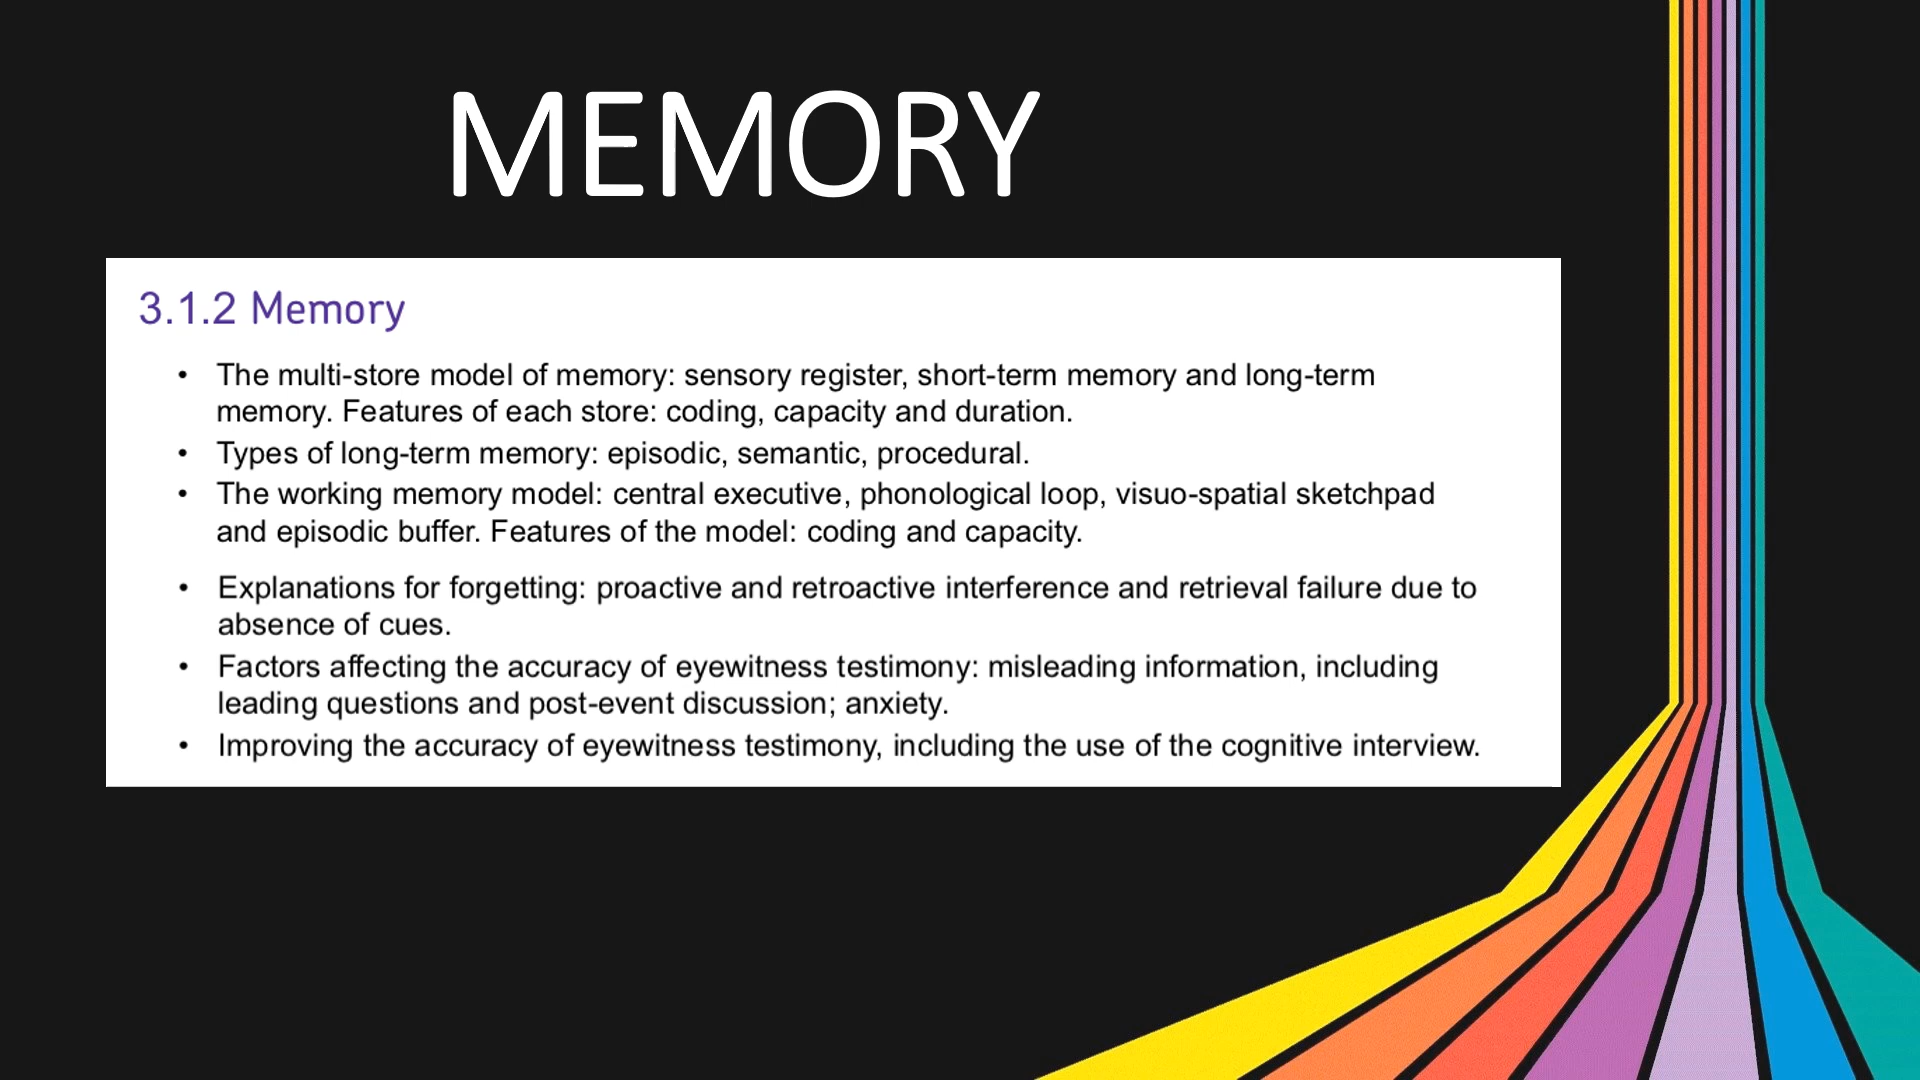 MEMORY
3.1.2 Memory
• The multi-store model of memory: sensory register, short-term memory and long-term
memory. Features of each store: coding, capacity and duration.
• Types of long-term memory: episodic, semantic, procedural.
• The working memory model: central executive, phonological loop, visuo-spatial sketchpad
and episodic buffer. Features of the model: coding and capacity.
• Explanations for forgetting: proactive and retroactive interference and retrieval failure due to
absence of cues.
• Factors affecting the accuracy of eyewitness testimony: misleading information, including
leading questions and post-event discussion; anxiety.
• Improving the accuracy of eyewitness testimony, including the use of the cognitive interview.